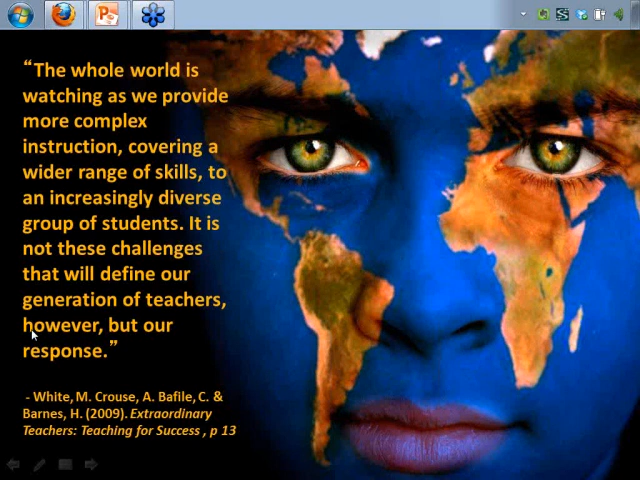 “The whole world is
watching as we provide
more complex
instruction, covering a
wider range of skills, to
an increasingly diverse
group of students. It is
not these challenges
that will define our
generation of teachers,
however, but our
response.”
- White, M. Crouse, A. Bafile, C. &
Barnes, H. (2009). Extraordinary
Teachers: Teaching for Success , p 13